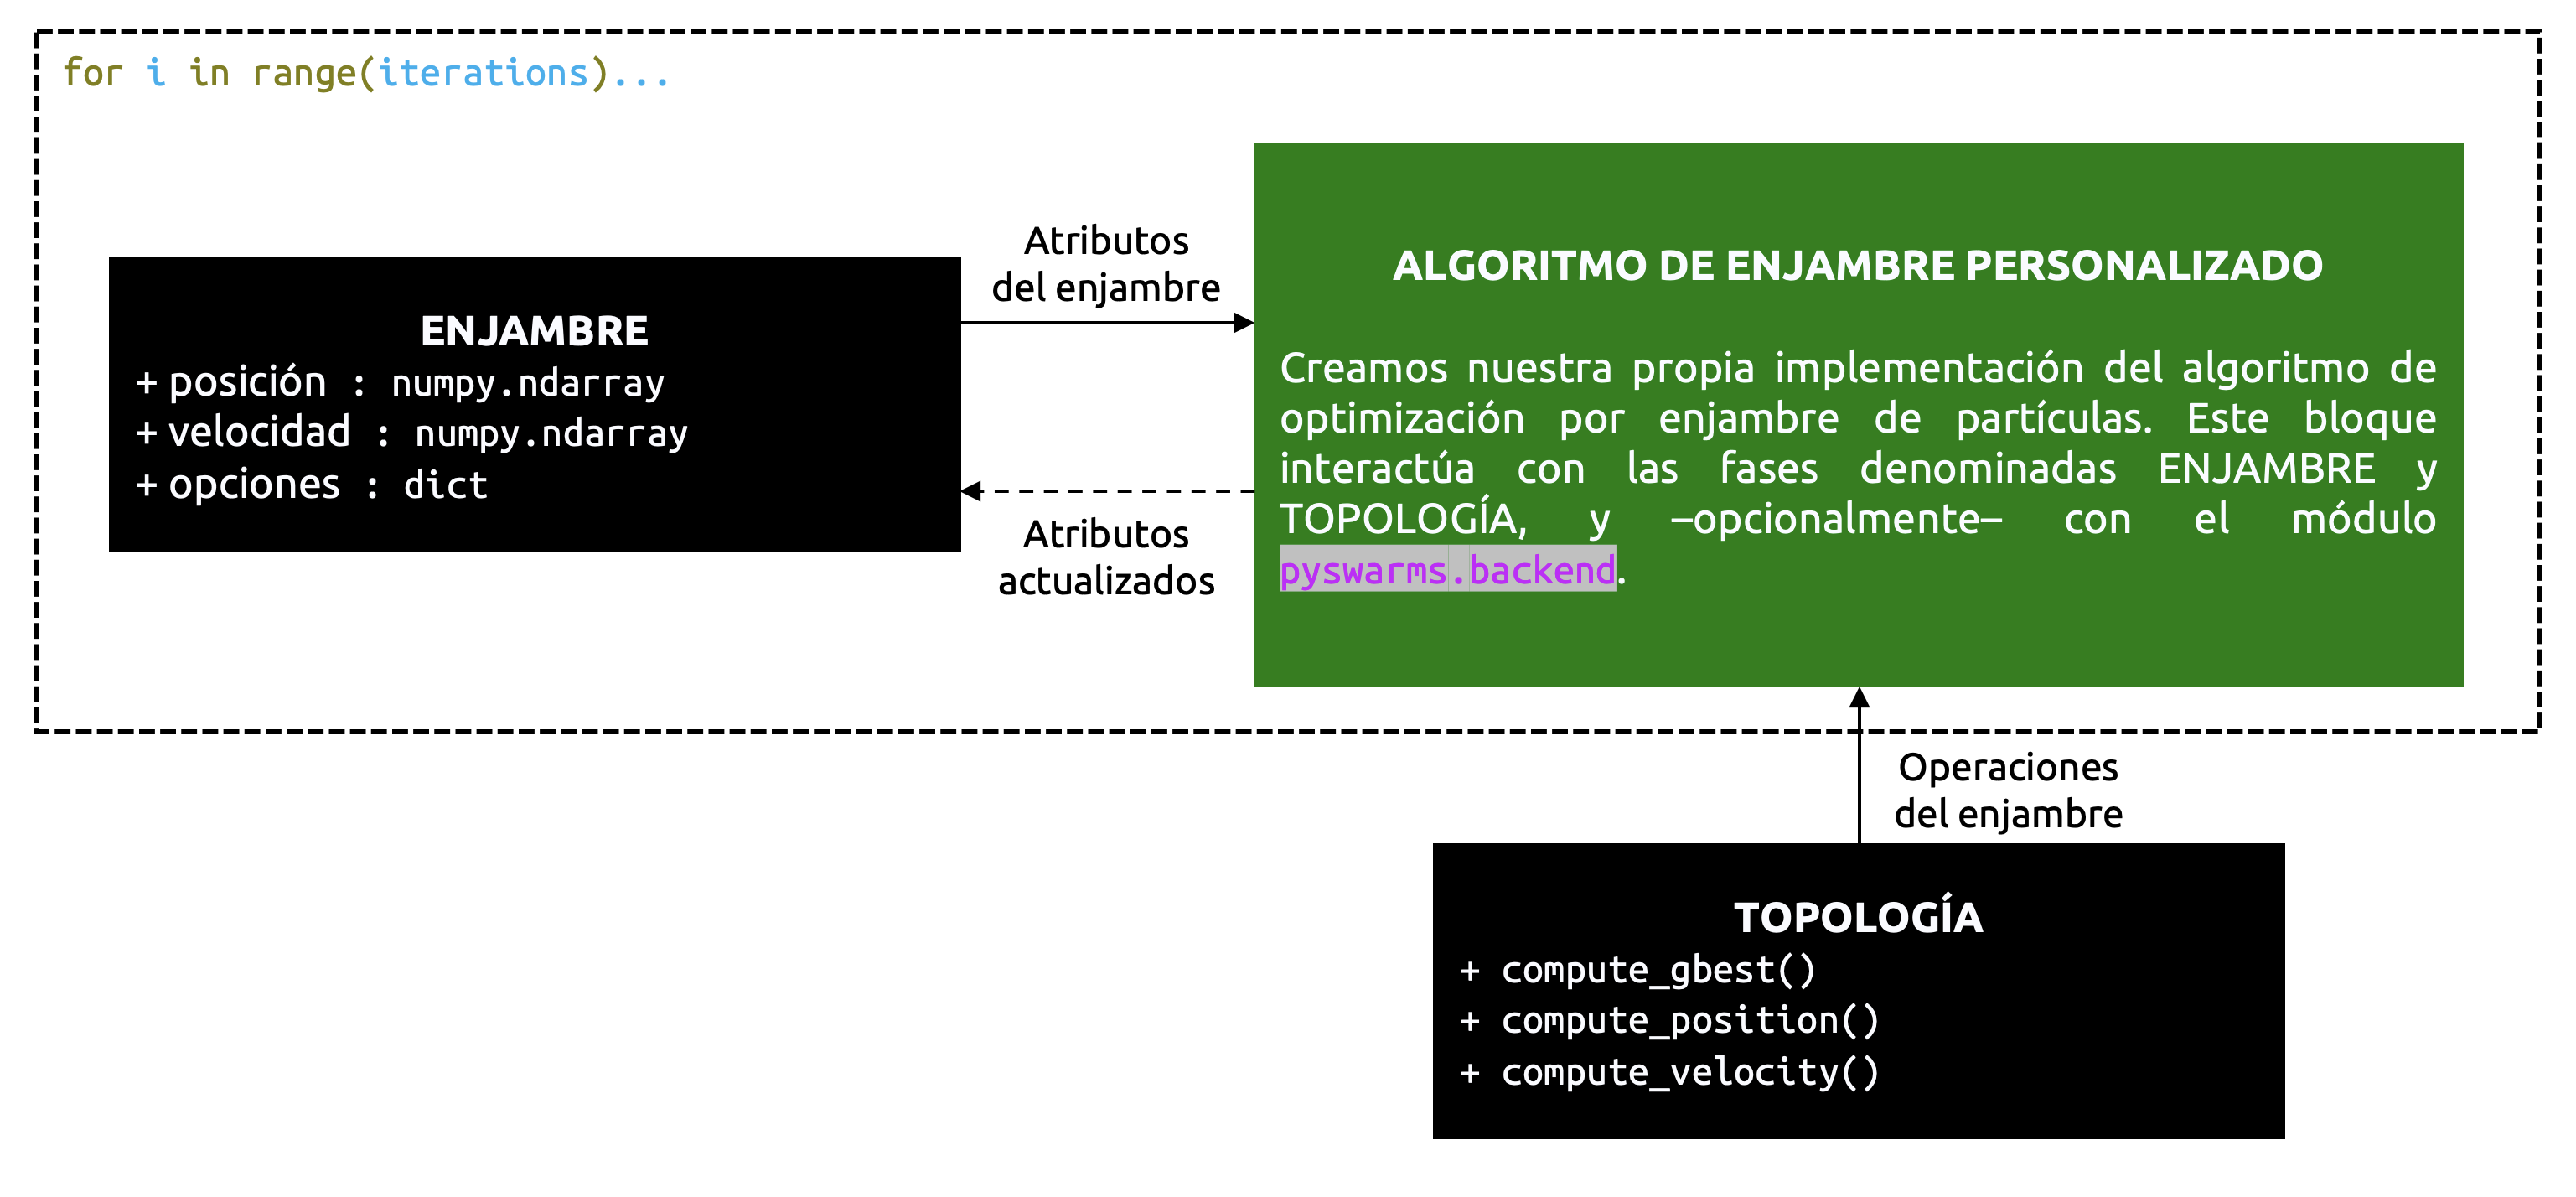 for i in range(iterations)...
Atributos
del enjambre
ENJAMBRE
+ posición : numpy.ndarray
+ velocidad : numpy.ndarray
+ opciones : dict
Atributos
actualizados
ALGORITMO DE ENJAMBRE PERSONALIZADO
Creamos nuestra propia implementación del algoritmo de
optimización por enjambre de partículas. Este bloque
interactúa con las fases denominadas ENJAMBRE y
TOPOLOGÍA, y –opcionalmente– con el módulo
pyswarms.backend.
Operaciones
del enjambre
TOPOLOGÍA
+ compute_gbest()
+ compute_position()
+ compute_velocity()